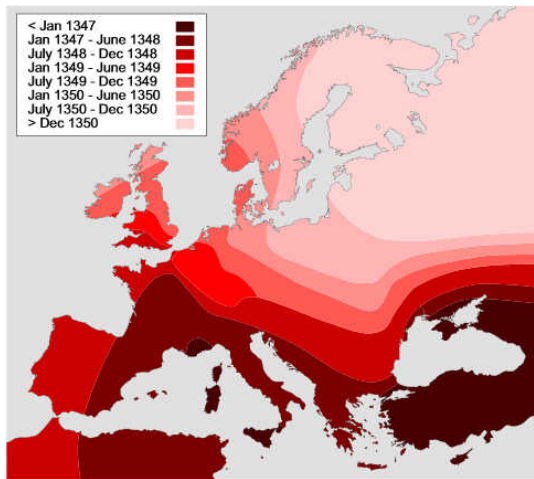 < Jan 1347
Jan 1347 - June 1348
July 1348 - Dec 1348
Jan 1349 - June 1349
July 1349 - Dec 1349
Jan 1350 - June 1350
July 1350 - Dec 1350
> Dec 1350